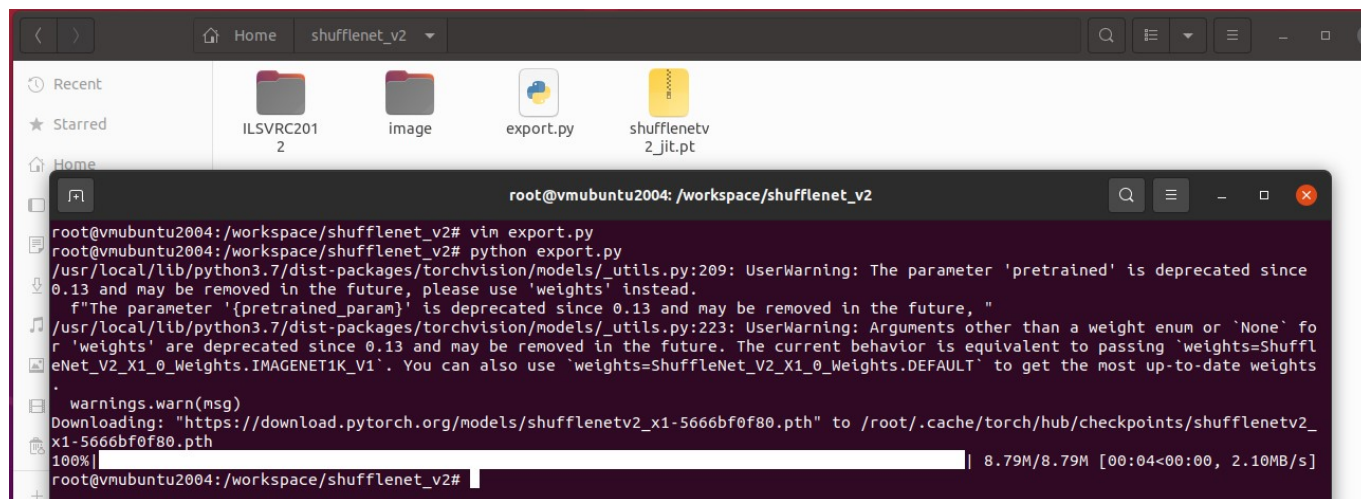 Home shufflenet_v2
Recent
Starred
Home
ILSVRC201
2
image
export.py
shufflenetv
2_jit.pt
root@vmubuntu2004: /workspace/shufflenet_v2
root@vmubuntu2004:/workspace/shufflenet_v2# vim export.py
root@vmubuntu2004:/workspace/shufflenet_v2# python export.py
/usr/local/lib/python3.7/dist-packages/torchvision/models/_utils.py:209: UserWarning: The parameter 'pretrained' is deprecated since
0.13 and may be removed in the future, please use 'weights' instead.
f"The parameter '{pretrained_param}' is deprecated since 0.13 and may be removed in the future, "
/usr/local/lib/python3.7/dist-packages/torchvision/models/_utils.py:223: UserWarning: Arguments other than a weight enum or `None` fo
r 'weights' are deprecated since 0.13 and may be removed in the future. The current behavior is equivalent to passing `weights=Shuffl
eNet_V2_X1_0_Weights.IMAGENET1K_V1`. You can also use `weights=ShuffleNet_V2_X1_0_Weights.DEFAULT` to get the most up-to-date weights
.
warnings.warn(msg)
Downloading: "https://download.pytorch.org/models/shufflenetv2_x1-5666bf0f80.pth" to /root/.cache/torch/hub/checkpoints/shufflenetv2_
x1-5666bf0f80.pth
100%| | 8.79M/8.79M [00:04<00:00, 2.10MB/s]
root@vmubuntu2004:/workspace/shufflenet_v2#